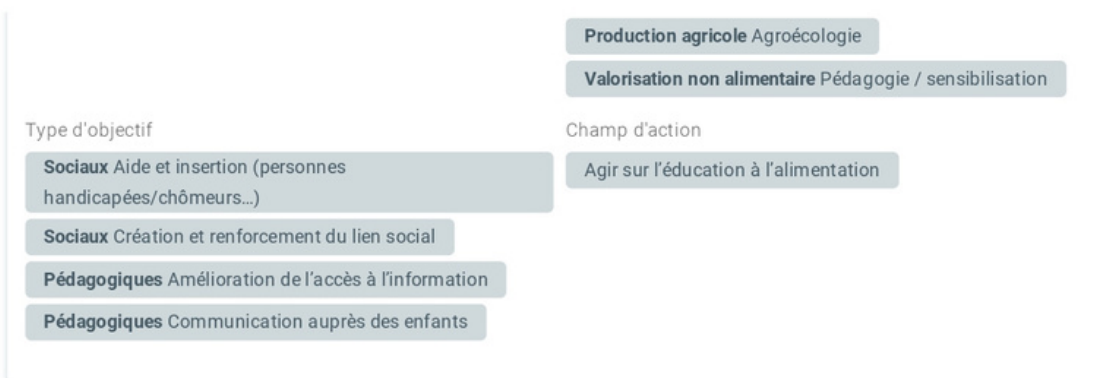 Production agricole Agroécologie
Valorisation non alimentaire Pédagogie / sensibilisation
Type d'objectif
Sociaux Aide et insertion (personnes
handicapées/chômeurs…)
Sociaux Création et renforcement du lien social
Pédagogiques Amélioration de l'accès à l'information
Pédagogiques Communication auprès des enfants
Champ d'action
Agir sur l'éducation à l'alimentation